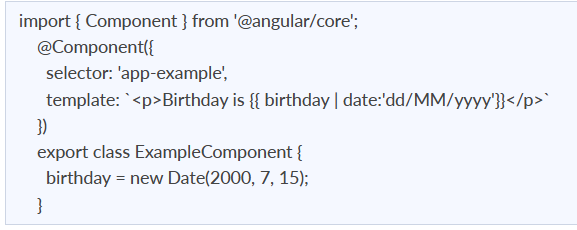 import { Component } from '@angular/core';
@Component({
selector: 'app-example',
template: `<p>Birthday is {{ birthday | date:'dd/MM/yyyy'}}</p>`
})
export class ExampleComponent {
birthday = new Date(2000, 7, 15);
}